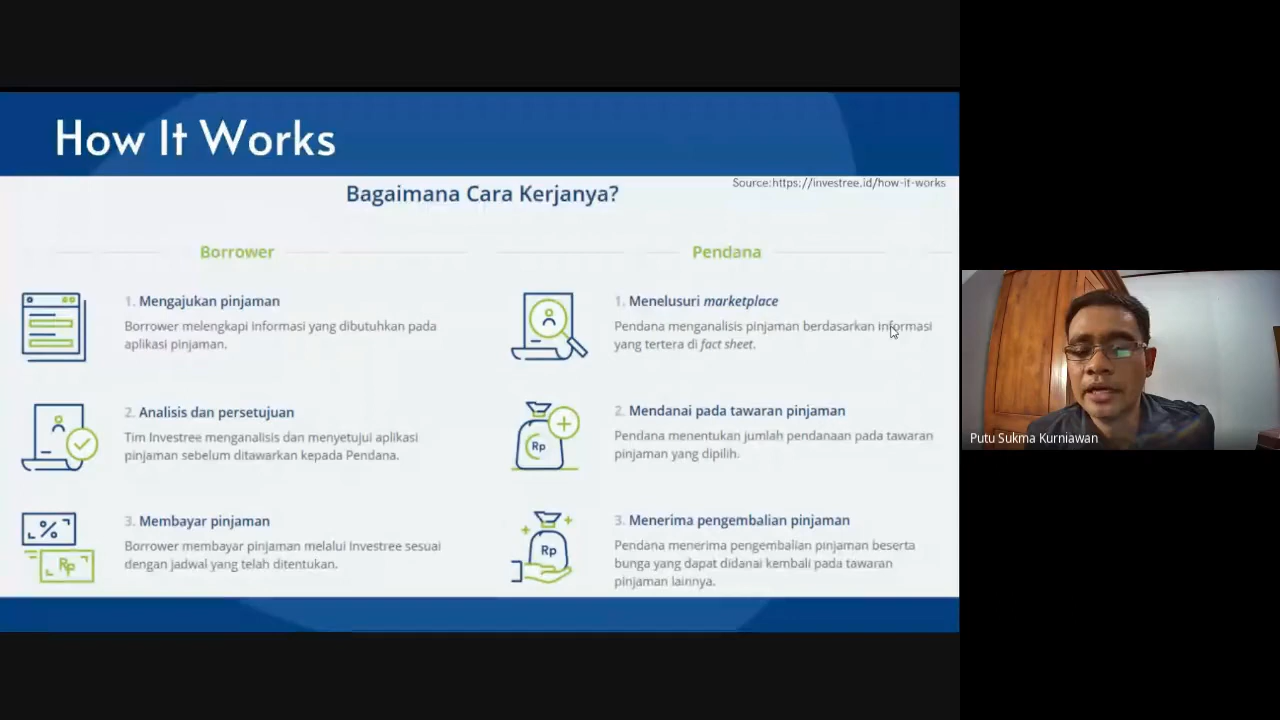 How It Works
Source:https://investree.id/how-it-works
Bagaimana Cara Kerjanya?
Borrower
1. Mengajukan pinjaman
Borrower melengkapi informasi yang dibutuhkan pada
aplikasi pinjaman.
2. Analisis dan persetujuan
Tim Investree menganalisis dan menyetujui aplikasi
pinjaman sebelum ditawarkan kepada Pendana.
%
Rp
3. Membayar pinjaman
Borrower membayar pinjaman melalui Investree sesuai
dengan jadwal yang telah ditentukan.
Pendana
1. Menelusuri marketplace
Pendana menganalisis pinjaman berdasarkan informasi
yang tertera di fact sheet.
Rp
2. Mendanai pada tawaran pinjaman
Pendana menentukan jumlah pendanaan pada tawaran
pinjaman yang dipilih.
Rp
3. Menerima pengembalian pinjaman
Pendana menerima pengembalian pinjaman beserta
bunga yang dapat didanai kembali pada tawaran
pinjaman lainnya.
Putu Sukma Kurniawan